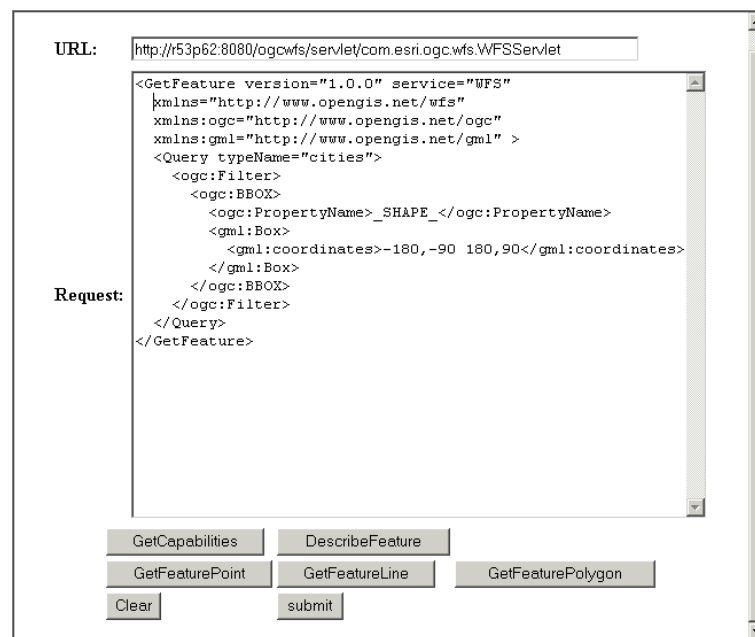 URL: http://r53p62:8080/ogcwfs/servlet/com.esri.ogc.wfs.WFSServlet
<GetFeature version="1.0.0" service="WFS"
xmlns="http://www.opengis.net/wfs"
xmlns:ogc="http://www.opengis.net/ogc"
xmlns:gml="http://www.opengis.net/gml" >
<Query typeName="cities">
<ogc:Filter>
<ogc:BBOX>
<ogc:PropertyName>_SHAPE_</ogc:PropertyName>
<gml:Box>
<gml:coordinates>-180,-90 180,90</gml:coordinates>
</gml:Box>
</ogc:BBOX>
Request:
</ogc:Filter>
</Query>
</GetFeature>
GetCapabilities DescribeFeature
GetFeaturePoint GetFeatureLine GetFeaturePolygon
Clear submit